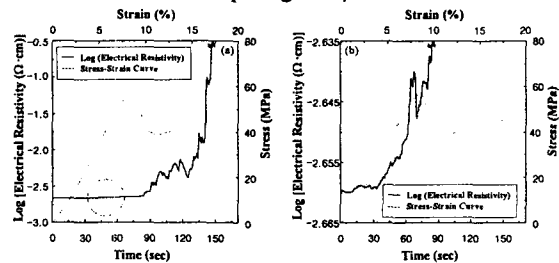 Strain (%)
0 5 10 15 20
-0.5
-1.0
-1.5
-2.0
-2.5
-3.0
Log [Electrical Resistivity (Ω·cm)]
(a)
Log (Electrical Resistivity)
Stress-Strain Curve
80
60
40
20
0
Stress (MPa)
0 30 60 90 120 150
Time (sec)
Strain (%)
0 5 10 15 20
-2.635
-2.645
-2.655
-2.665
Log [Electrical Resistivity (Ω·cm)]
(b)
Log (Electrical Resistivity)
Stress-Strain Curve
80
60
40
20
0
Stress (MPa)
0 30 60 90 120 150 180
Time (sec)